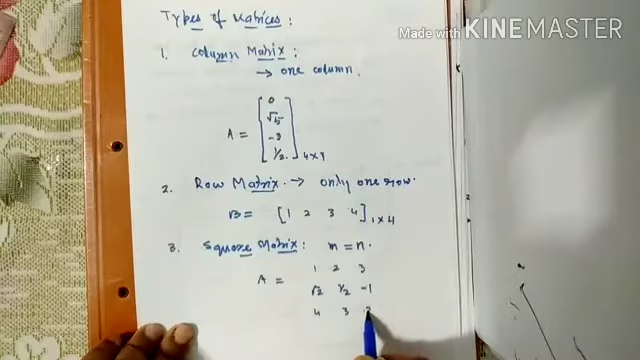 Made with KINEMASTER
Types of Matrices :
1. Column Matrix :
→ one column.
A = [ 0
√5
-3
1/2 ] 4×
2. Row Matrix → only one row.
B = [ 1 2 3 4 ] 1×4
3. Square Matrix : m = n.
A = 1 2 3
√2 1/2 -1
4 3